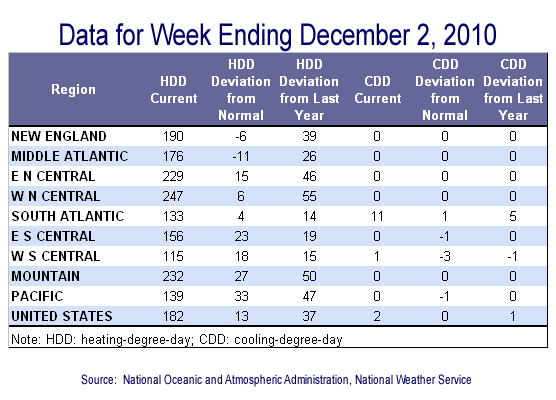 Data for Week Ending December 2, 2010
Region HDD Current HDD Deviation from Normal HDD Deviation from Last Year CDD Current CDD Deviation from Normal CDD Deviation from Last Year
NEW ENGLAND 190 -6 39 0 0 0
MIDDLE ATLANTIC 176 -11 26 0 0 0
E N CENTRAL 229 15 46 0 0 0
W N CENTRAL 247 6 55 0 0 0
SOUTH ATLANTIC 133 4 14 11 1 5
E S CENTRAL 156 23 19 0 -1 0
W S CENTRAL 115 18 15 1 -3 -1
MOUNTAIN 232 27 50 0 0 0
PACIFIC 139 33 47 0 -1 0
UNITED STATES 182 13 37 2 0 1
Note: HDD: heating-degree-day; CDD: cooling-degree-day
Source: National Oceanic and Atmospheric Administration, National Weather Service